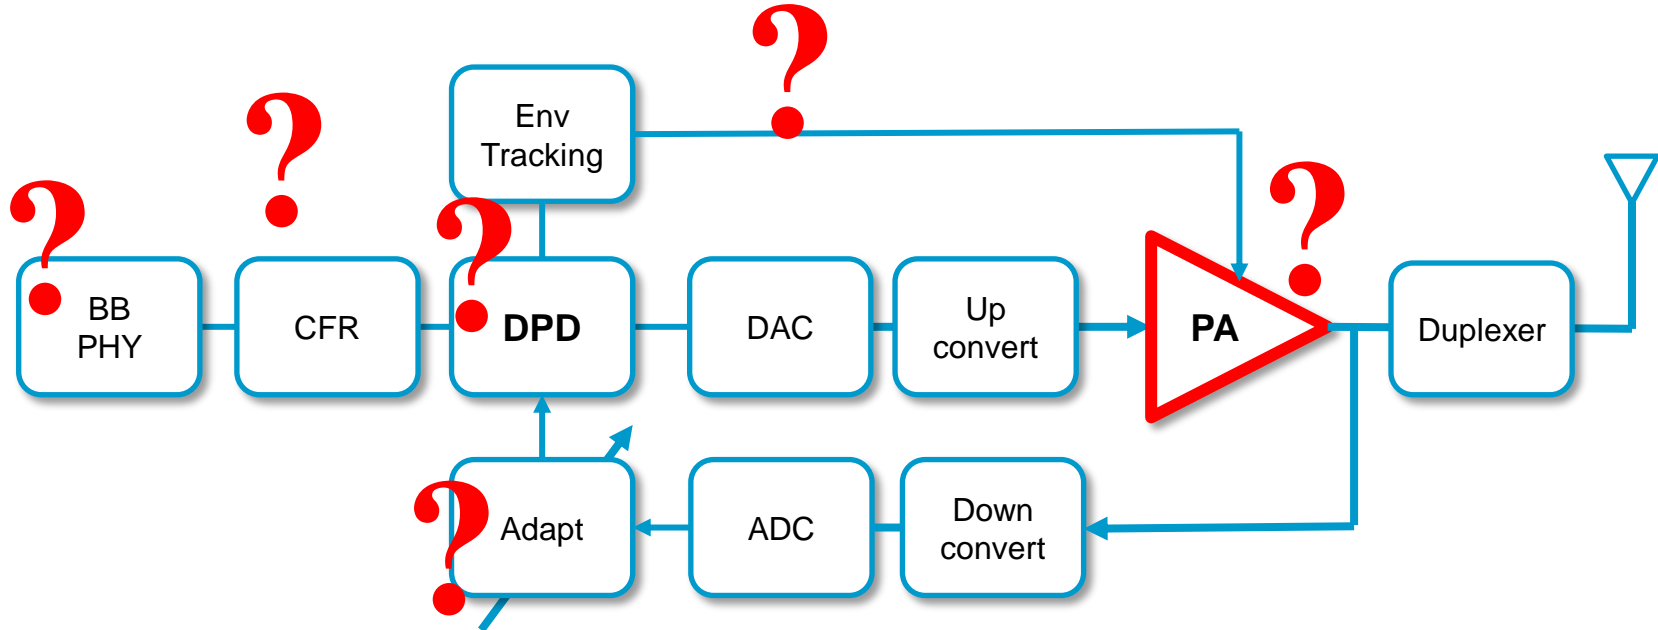 ?
?
?
Env
Tracking
?
?
BB
PHY
CFR
DPD
DAC
Up
convert
PA
Duplexer
?
Adapt
ADC
Down
convert